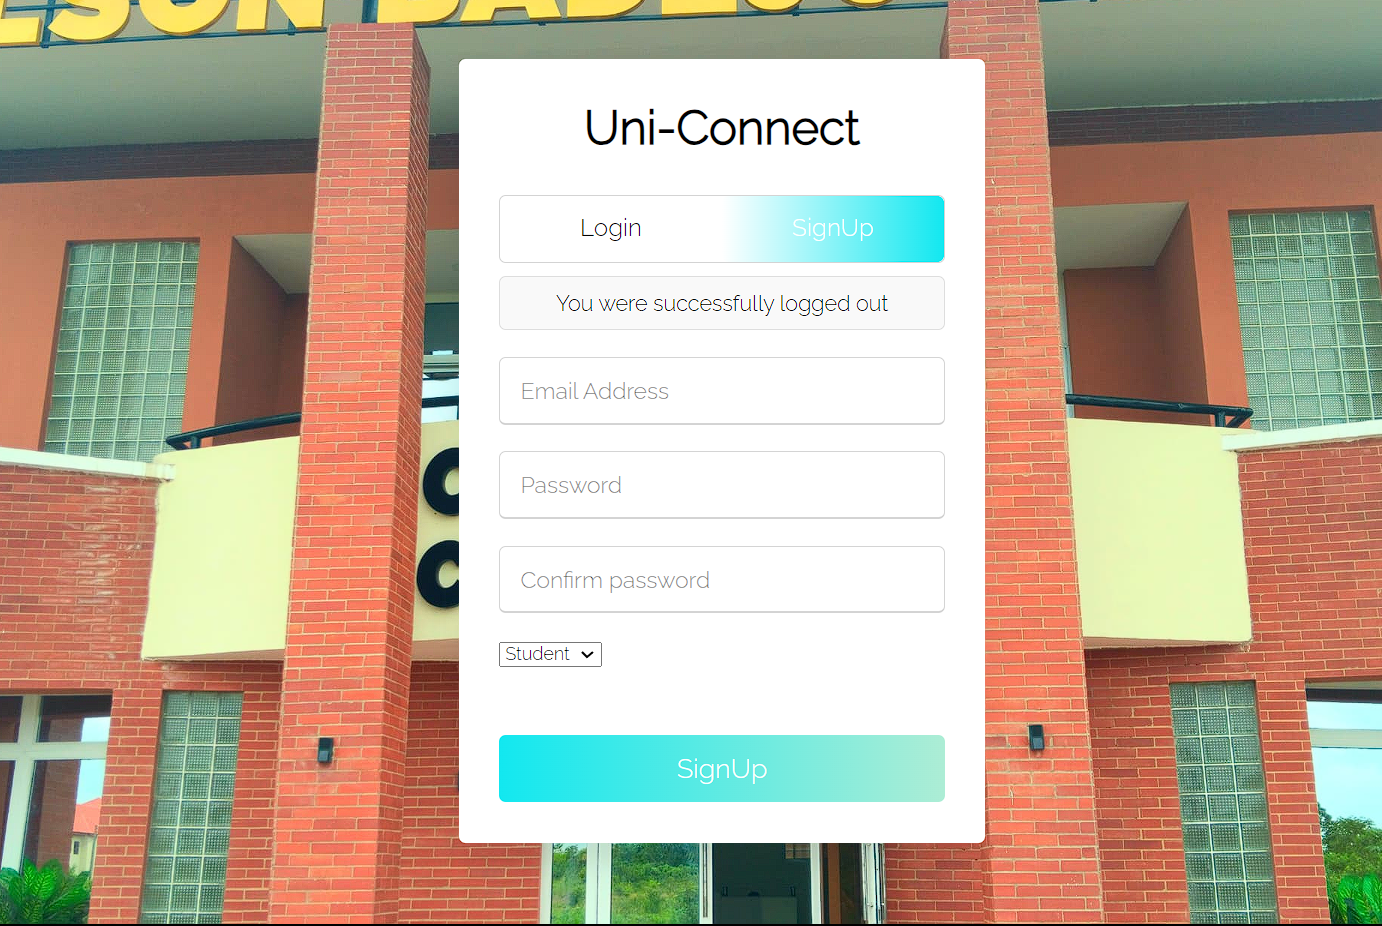 Uni-Connect
Login
SignUp
You were successfully logged out
Email Address
Password
Confirm password
Student
SignUp